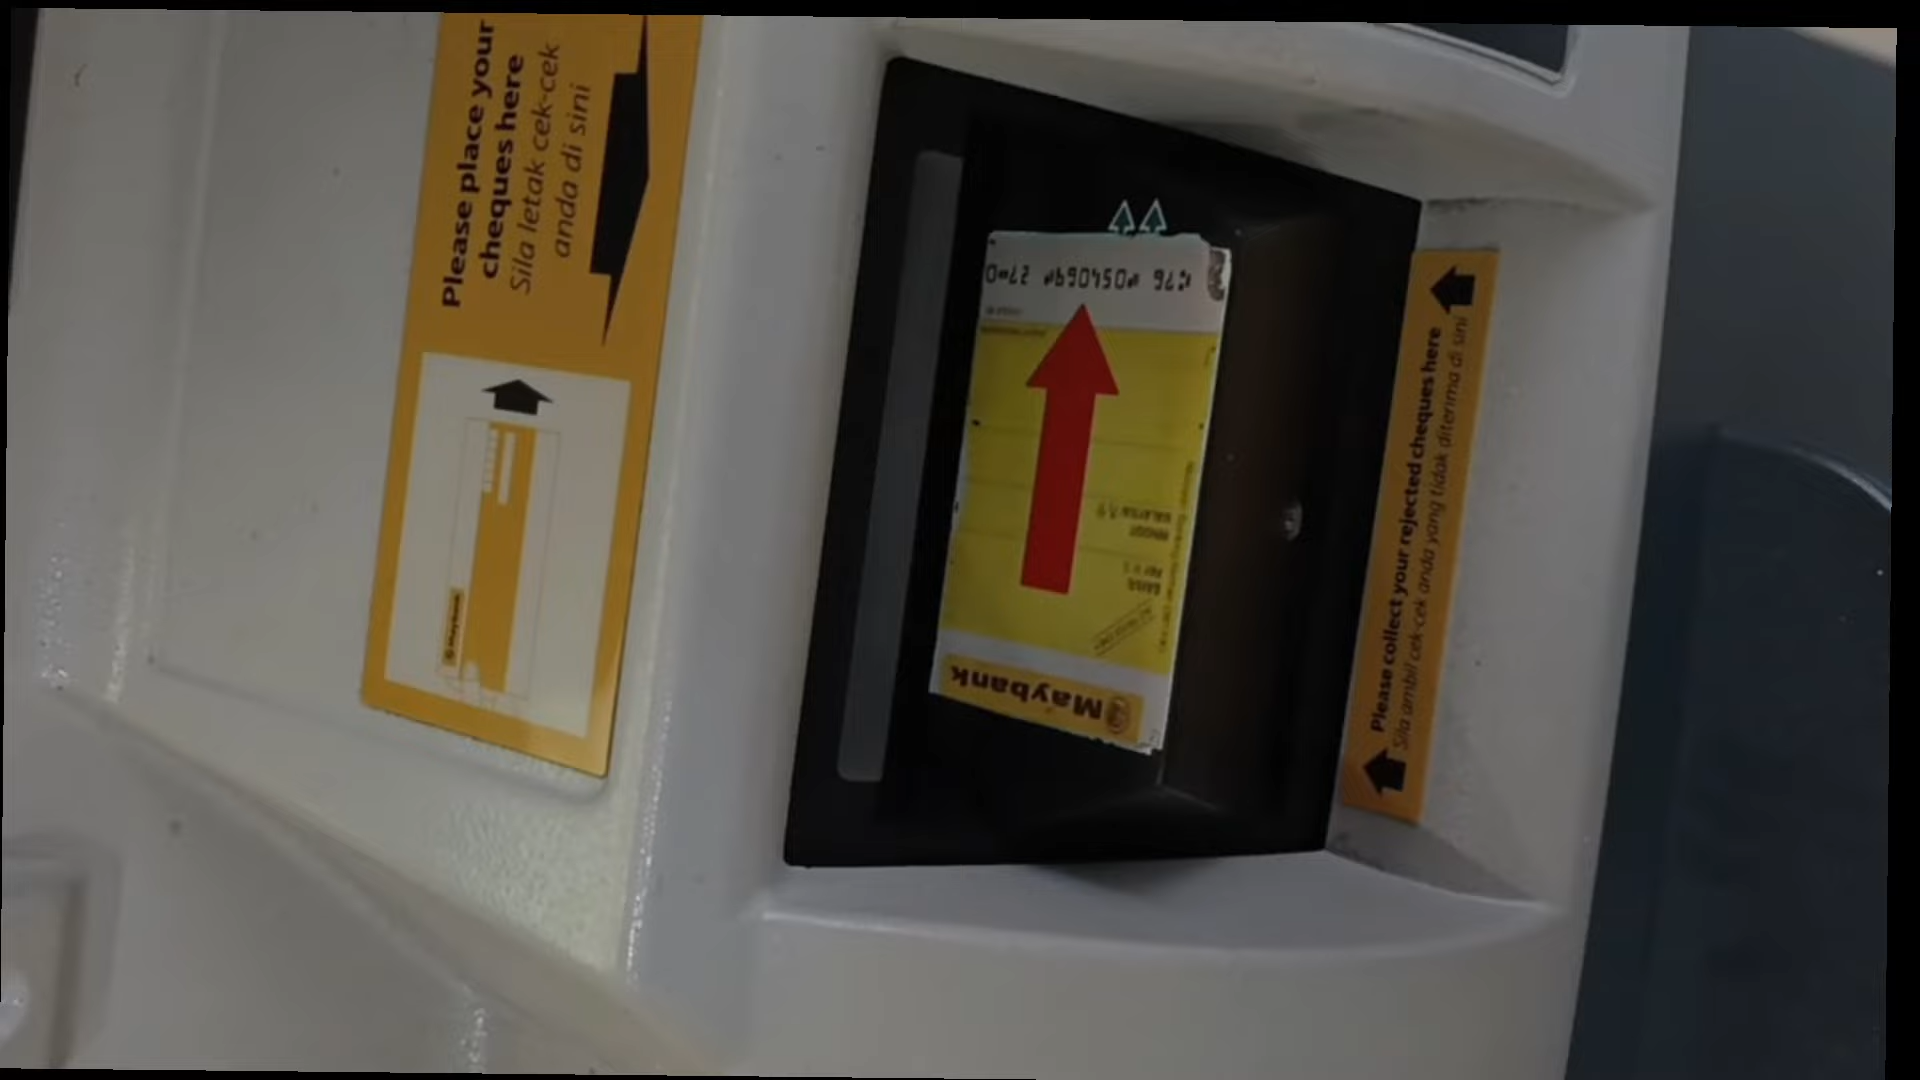 Please place your
cheques here
Sila letak cek-cek
anda di sini
Maybank
Maybank
Please collect your rejected cheques here
Sila ambil cek-cek anda yang tidak diterima di sini